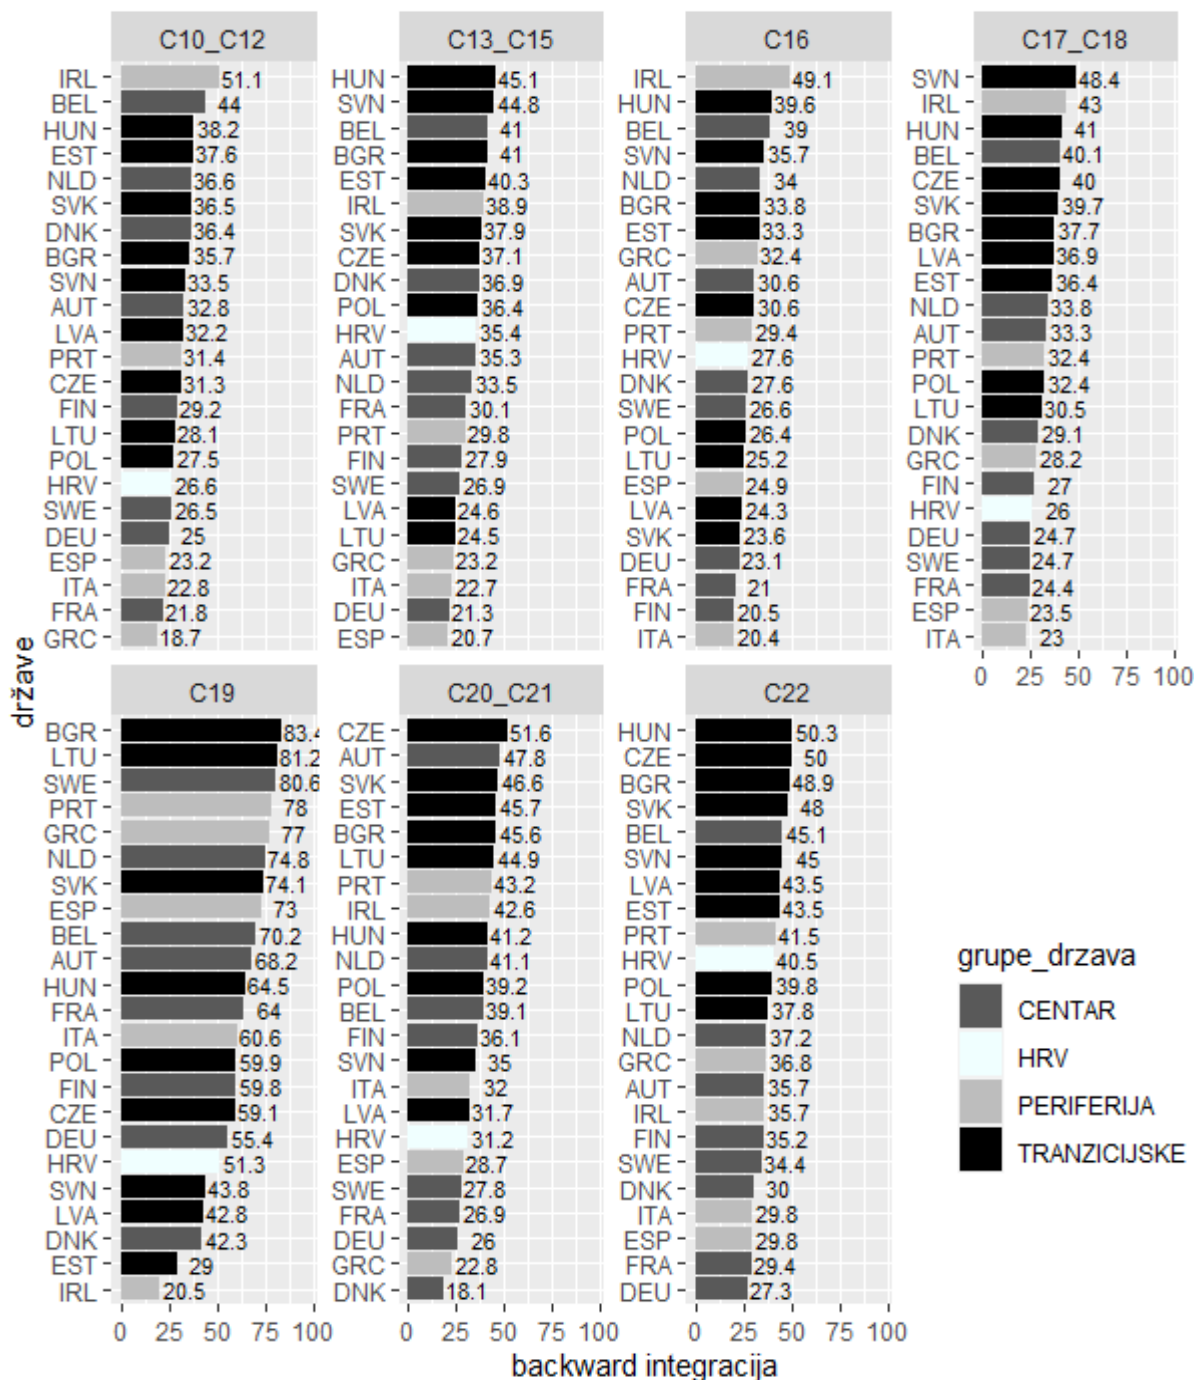 C10_C12
IRL 51.1
BEL 44
HUN 38.2
EST 37.6
NLD 36.6
SVK 36.5
DNK 36.4
BGR 35.7
SVN 33.5
AUT 32.8
LVA 32.2
PRT 31.4
CZE 31.3
FIN 29.2
LTU 28.1
POL 27.5
HRV 26.6
SWE 26.5
DEU 25
ESP 23.2
ITA 22.8
FRA 21.8
GRC 18.7
C13_C15
HUN 45.1
SVN 44.8
BEL 41
BGR 41
EST 40.3
IRL 38.9
SVK 37.9
CZE 37.1
DNK 36.9
POL 36.4
HRV 35.4
AUT 35.3
NLD 33.5
FRA 30.1
PRT 29.8
FIN 27.9
SWE 26.9
LVA 24.6
LTU 24.5
GRC 23.2
ITA 22.7
DEU 21.3
ESP 20.7
C16
IRL 49.1
HUN 39.6
BEL 39
SVN 35.7
NLD 34
BGR 33.8
EST 33.3
GRC 32.4
AUT 30.6
CZE 30.6
PRT 29.4
HRV 27.6
DNK 27.6
SWE 26.6
POL 26.4
LTU 25.2
ESP 24.9
LVA 24.3
SVK 23.6
DEU 23.1
FRA 21
FIN 20.5
ITA 20.4
C17_C18
SVN 48.4
IRL 43
HUN 41
BEL 40.1
CZE 40
SVK 39.7
BGR 37.7
LVA 36.9
EST 36.4
NLD 33.8
AUT 33.3
PRT 32.4
POL 32.4
LTU 30.5
DNK 29.1
GRC 28.2
FIN 27
HRV 26
DEU 24.7
SWE 24.7
FRA 24.4
ESP 23.5
ITA 23
0 25 50 75 100
države
C19
BGR 83.4
LTU 81.2
SWE 80.6
PRT 78
GRC 77
NLD 74.8
SVK 74.1
ESP 73
BEL 70.2
AUT 68.2
HUN 64.5
FRA 64
ITA 60.6
POL 59.9
FIN 59.8
CZE 59.1
DEU 55.4
HRV 51.3
SVN 43.8
LVA 42.8
DNK 42.3
EST 29
IRL 20.5
0 25 50 75 100
C20_C21
CZE 51.6
AUT 47.8
SVK 46.6
EST 45.7
BGR 45.6
LTU 44.9
PRT 43.2
IRL 42.6
HUN 41.2
NLD 41.1
POL 39.2
BEL 39.1
FIN 36.1
SVN 35
ITA 32
LVA 31.7
HRV 31.2
ESP 28.7
SWE 27.8
FRA 26.9
DEU 26
GRC 22.8
DNK 18.1
0 25 50 75 100
C22
HUN 50.3
CZE 50
BGR 48.9
SVK 48
BEL 45.1
SVN 45
LVA 43.5
EST 43.5
PRT 41.5
HRV 40.5
POL 39.8
LTU 37.8
NLD 37.2
GRC 36.8
AUT 35.7
IRL 35.7
FIN 35.2
SWE 34.4
DNK 30
ITA 29.8
ESP 29.8
FRA 29.4
DEU 27.3
0 25 50 75 100
backward integracija
grupe_drzava
CENTAR
HRV
PERIFERIJA
TRANZICIJSKE